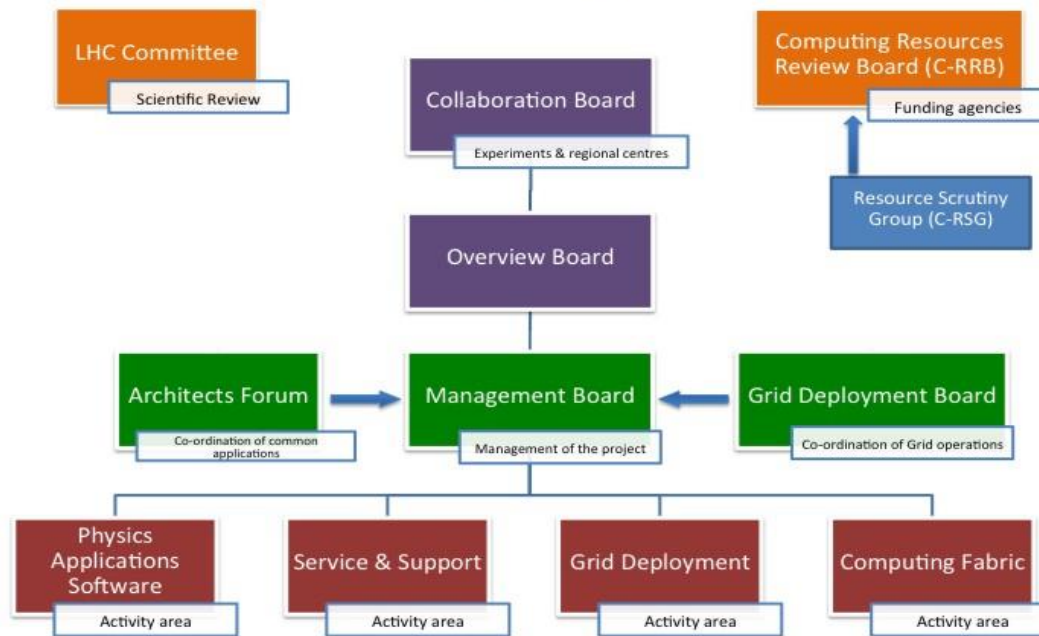 LHC Committee
Scientific Review
Computing Resources
Review Board (C-RRB)
Funding agencies
Collaboration Board
Experiments & regional centres
Resource Scrutiny
Group (C-RSG)
Overview Board
Architects Forum
Co-ordination of common
applications
Management Board
Management of the project
Grid Deployment Board
Co-ordination of Grid operations
Physics
Applications
Software
Activity area
Service & Support
Activity area
Grid Deployment
Activity area
Computing Fabric
Activity area